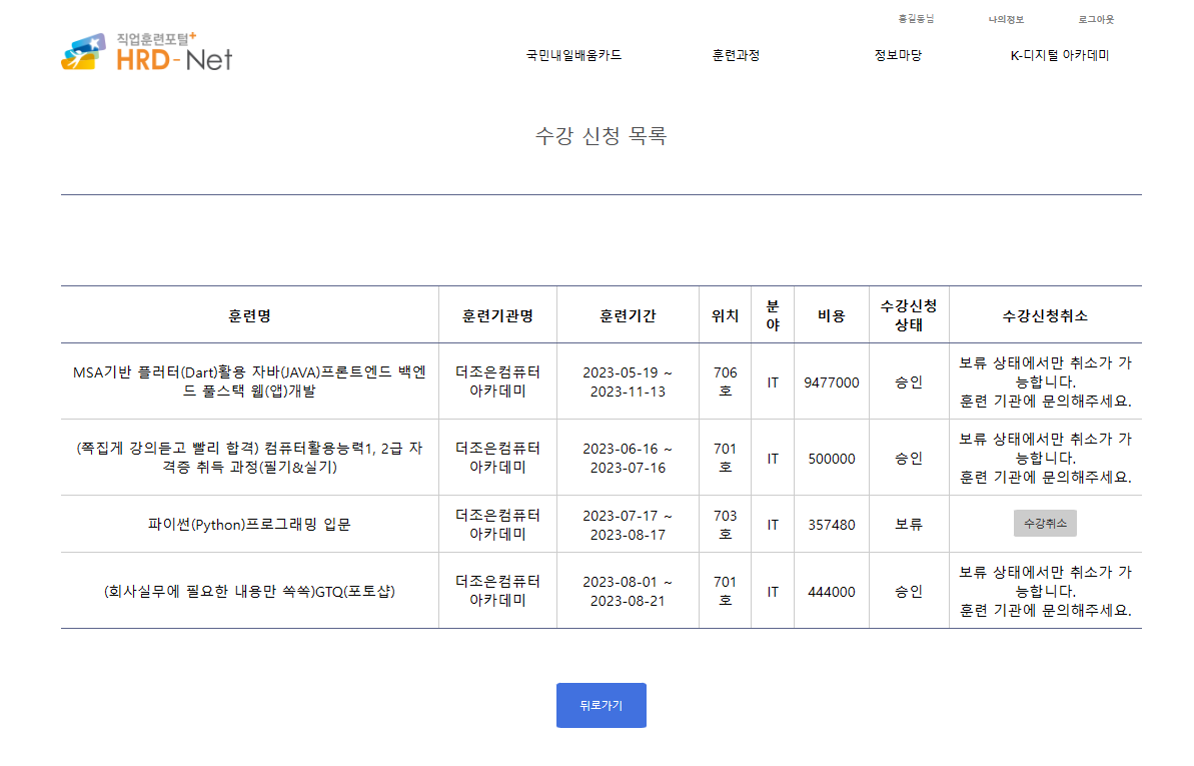 홍길동님 나의정보 로그아웃
직업훈련포털+
HRD-Net
국민내일배움카드 훈련과정 정보마당 K-디지털 아카데미
수강 신청 목록
훈련명 훈련기관명 훈련기간 위치 분야 비용 수강신청 상태 수강신청취소
MSA기반 플러터(Dart)활용 자바(JAVA)프론트엔드 백엔
드 풀스택 웹(앱)개발
더조은컴퓨터
아카데미
2023-05-19 ~
2023-11-13
706
호
IT
9477000
승인
보류 상태에서만 취소가 가
능합니다.
훈련 기관에 문의해주세요.
(쪽집게 강의듣고 빨리 합격) 컴퓨터활용능력1, 2급 자
격증 취득 과정(필기&실기)
더조은컴퓨터
아카데미
2023-06-16 ~
2023-07-16
701
호
IT
500000
승인
보류 상태에서만 취소가 가
능합니다.
훈련 기관에 문의해주세요.
파이썬(Python)프로그래밍 입문
더조은컴퓨터
아카데미
2023-07-17 ~
2023-08-17
703
호
IT
357480
보류
수강취소
(회사실무에 필요한 내용만 쏙쏙)GTQ(포토샵)
더조은컴퓨터
아카데미
2023-08-01 ~
2023-08-21
701
호
IT
444000
승인
보류 상태에서만 취소가 가
능합니다.
훈련 기관에 문의해주세요.
뒤로가기